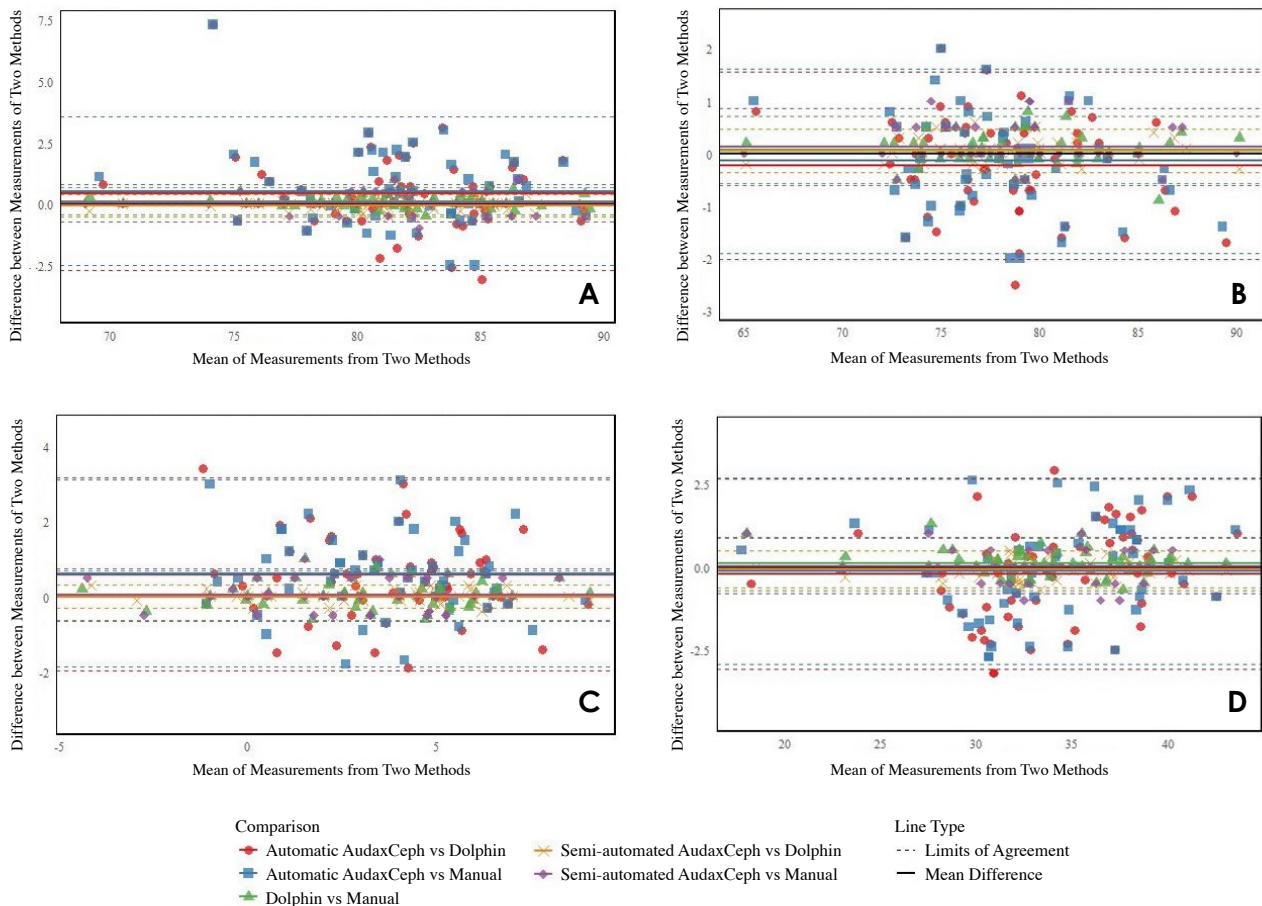 Difference between Measurements of Two Methods
7.5
5.0
2.5
0.0
-2.5
A
70
75
80
85
90
Mean of Measurements from Two Methods
Difference between Measurements of Two Methods
2
1
0
-1
-2
-3
B
65
70
75
80
85
90
Mean of Measurements from Two Methods
Difference between Measurements of Two Methods
4
2
0
-2
C
-5
0
5
Mean of Measurements from Two Methods
Difference between Measurements of Two Methods
2.5
0.0
-2.5
D
20
25
30
35
40
Mean of Measurements from Two Methods
Comparison
Automatic AudaxCeph vs Dolphin
Automatic AudaxCeph vs Manual
Dolphin vs Manual
Semi-automated AudaxCeph vs Dolphin
Semi-automated AudaxCeph vs Manual
Line Type
Limits of Agreement
Mean Difference